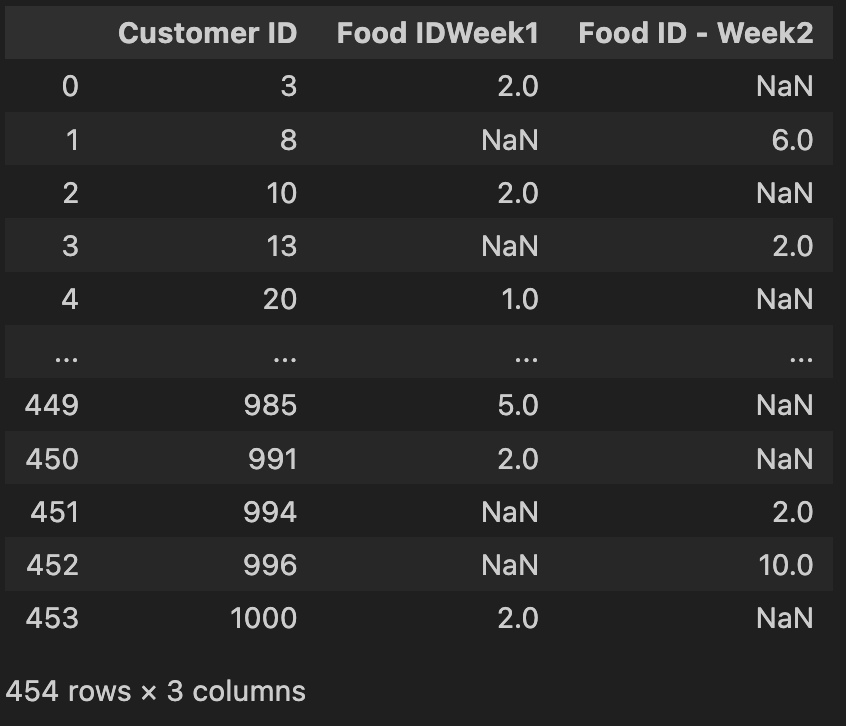 Customer ID Food IDWeek1 Food ID - Week2
0 3 2.0 NaN
1 8 NaN 6.0
2 10 2.0 NaN
3 13 NaN 2.0
4 20 1.0 NaN
... ... ... ...
449 985 5.0 NaN
450 991 2.0 NaN
451 994 NaN 2.0
452 996 NaN 10.0
453 1000 2.0 NaN
454 rows × 3 columns